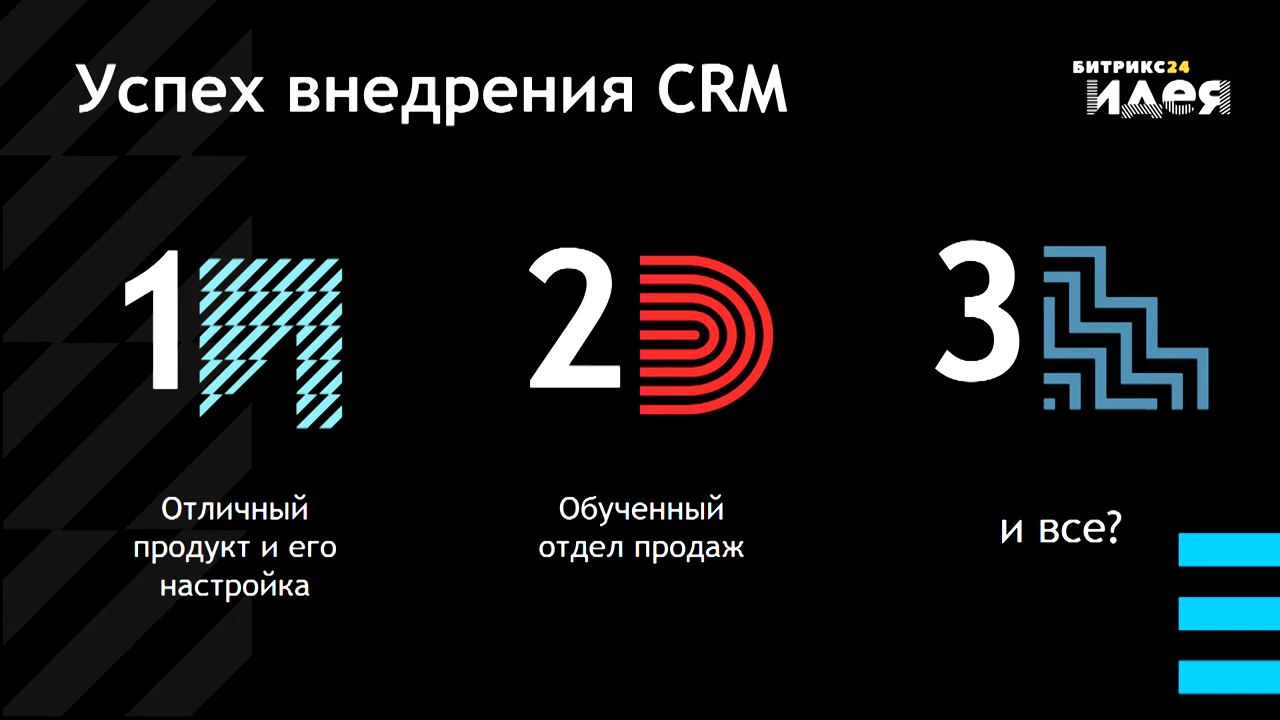 Успех внедрения CRM
БИТРИКС24
идея
1
2
3
Отличный
продукт и его
настройка
Обученный
отдел продаж
и все?